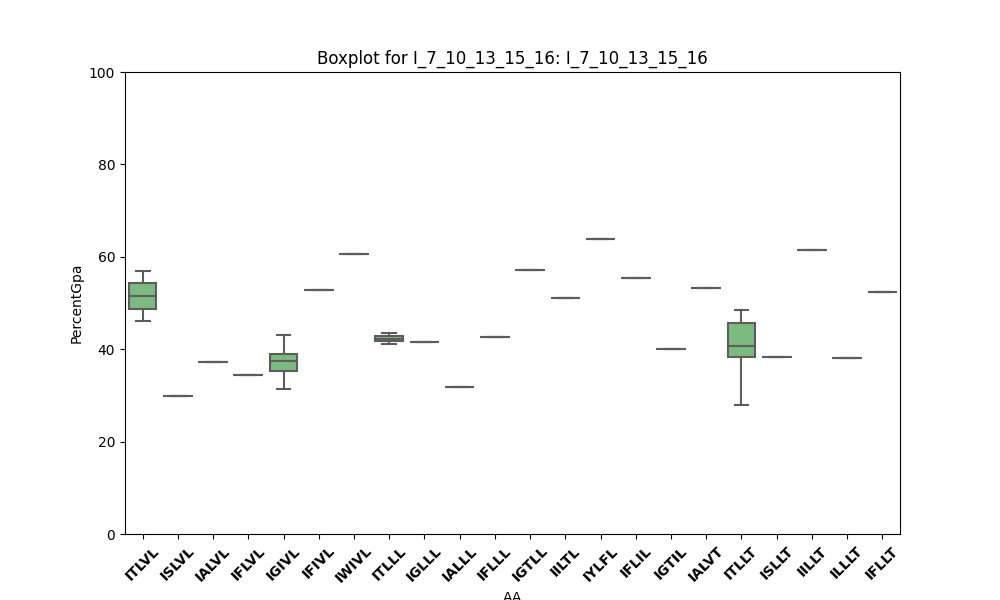 Boxplot for I_7_10_13_15_16: I_7_10_13_15_16
100
80
60
40
20
0
PercentGpa
ITLVL ISLVL IALVL IFLVL IGIVL IFIVL IWIVL ITLLL IGLLL IALLL IFLLL IGTLL IILTL IYLFL IFLIL IGTIL IALVT ITLLT ISLLT IILLT ILLLT IFLLT
AA